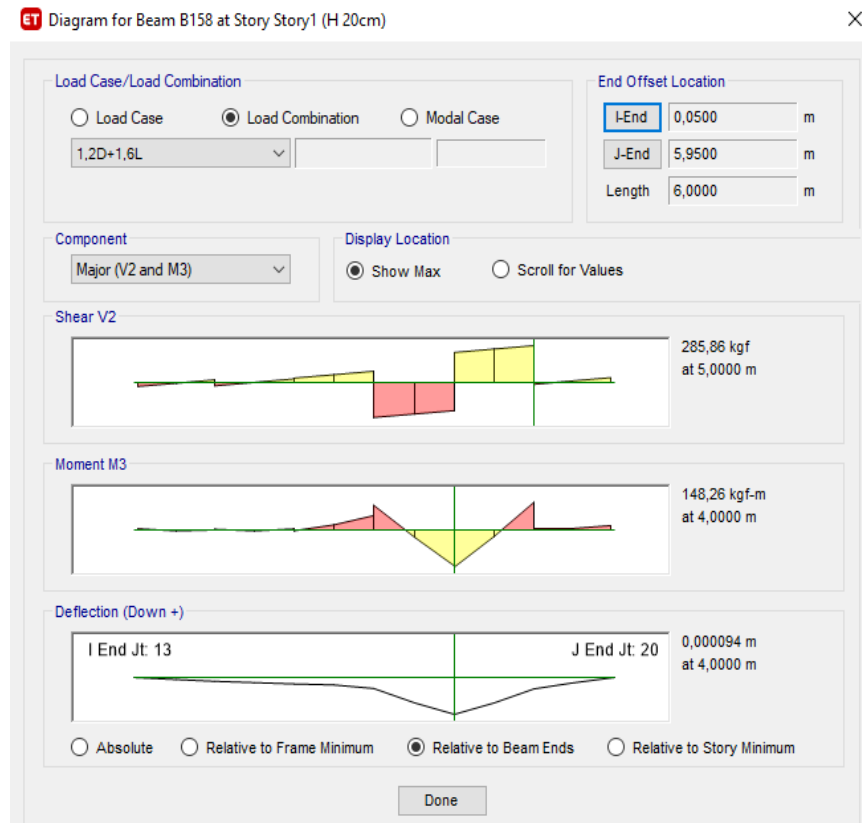 ET Diagram for Beam B158 at Story Story1 (H 20cm)
Load Case/Load Combination
Load Case Load Combination Modal Case
1,2D+1,6L
End Offset Location
I-End 0,0500 m
J-End 5,9500 m
Length 6,0000 m
Component
Major (V2 and M3)
Display Location
Show Max Scroll for Values
Shear V2
285,86 kgf
at 5,0000 m
Moment M3
148,26 kgf-m
at 4,0000 m
Deflection (Down +)
I End Jt: 13 J End Jt: 20
0,000094 m
at 4,0000 m
Absolute Relative to Frame Minimum Relative to Beam Ends Relative to Story Minimum
Done